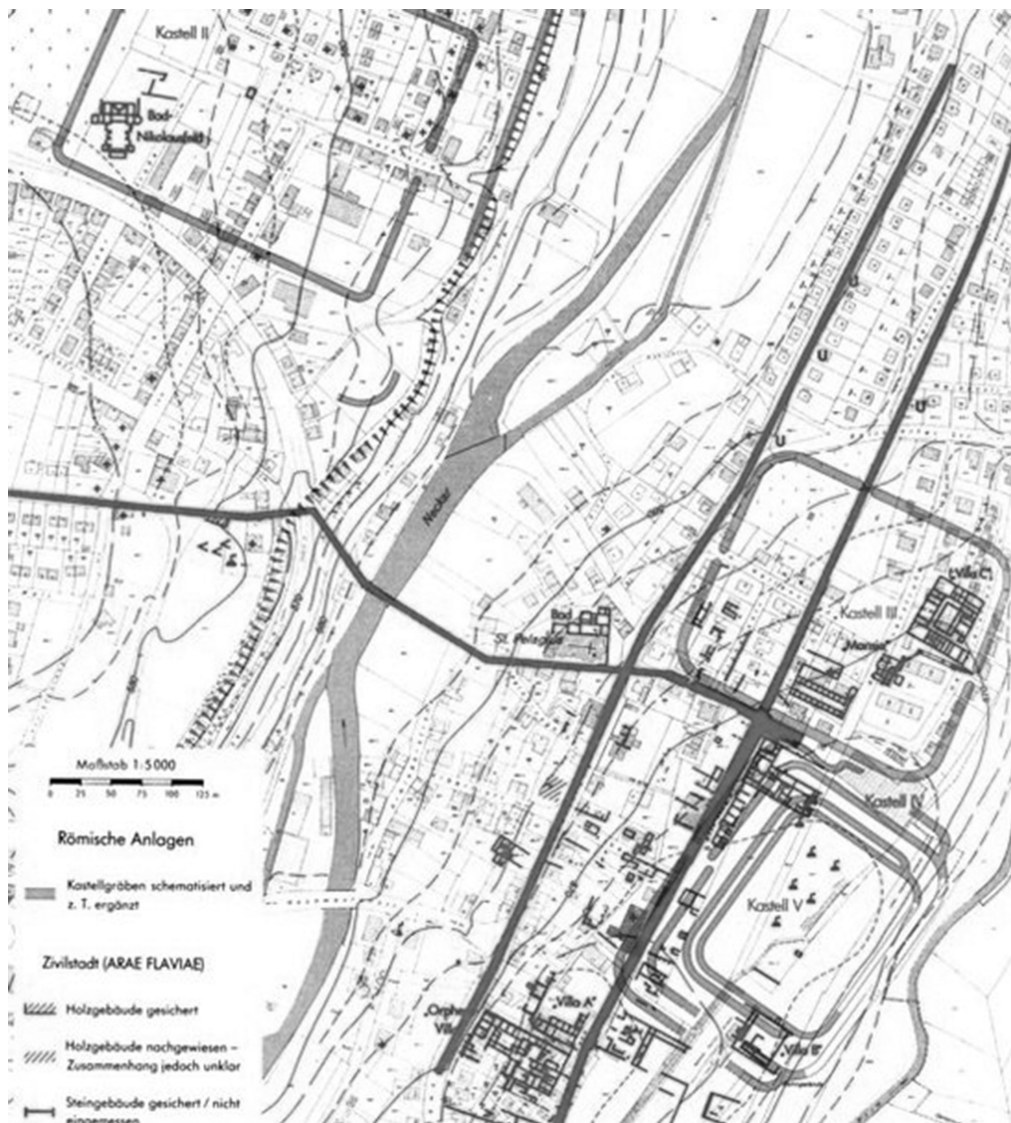 Kastell II
Bad-
Nikolausfeld
Neckar
Villa C
Kastell III
Bad
St. Pelagius
"Mansio"
U
U
U
Kastell IV
Kastell V
"Villa A"
"Villa B"
Maßstab 1:5000
0 25 50 75 100 125 m
Römische Anlagen
Kastellgräben schematisiert und
z. T. ergänzt
Zivilstadt (ARAE FLAVIAE)
Holzgebäude gesichert
Holzgebäude nachgewiesen –
Zusammenhang jedoch unklar
Steingebäude gesichert / nicht
eingemessen